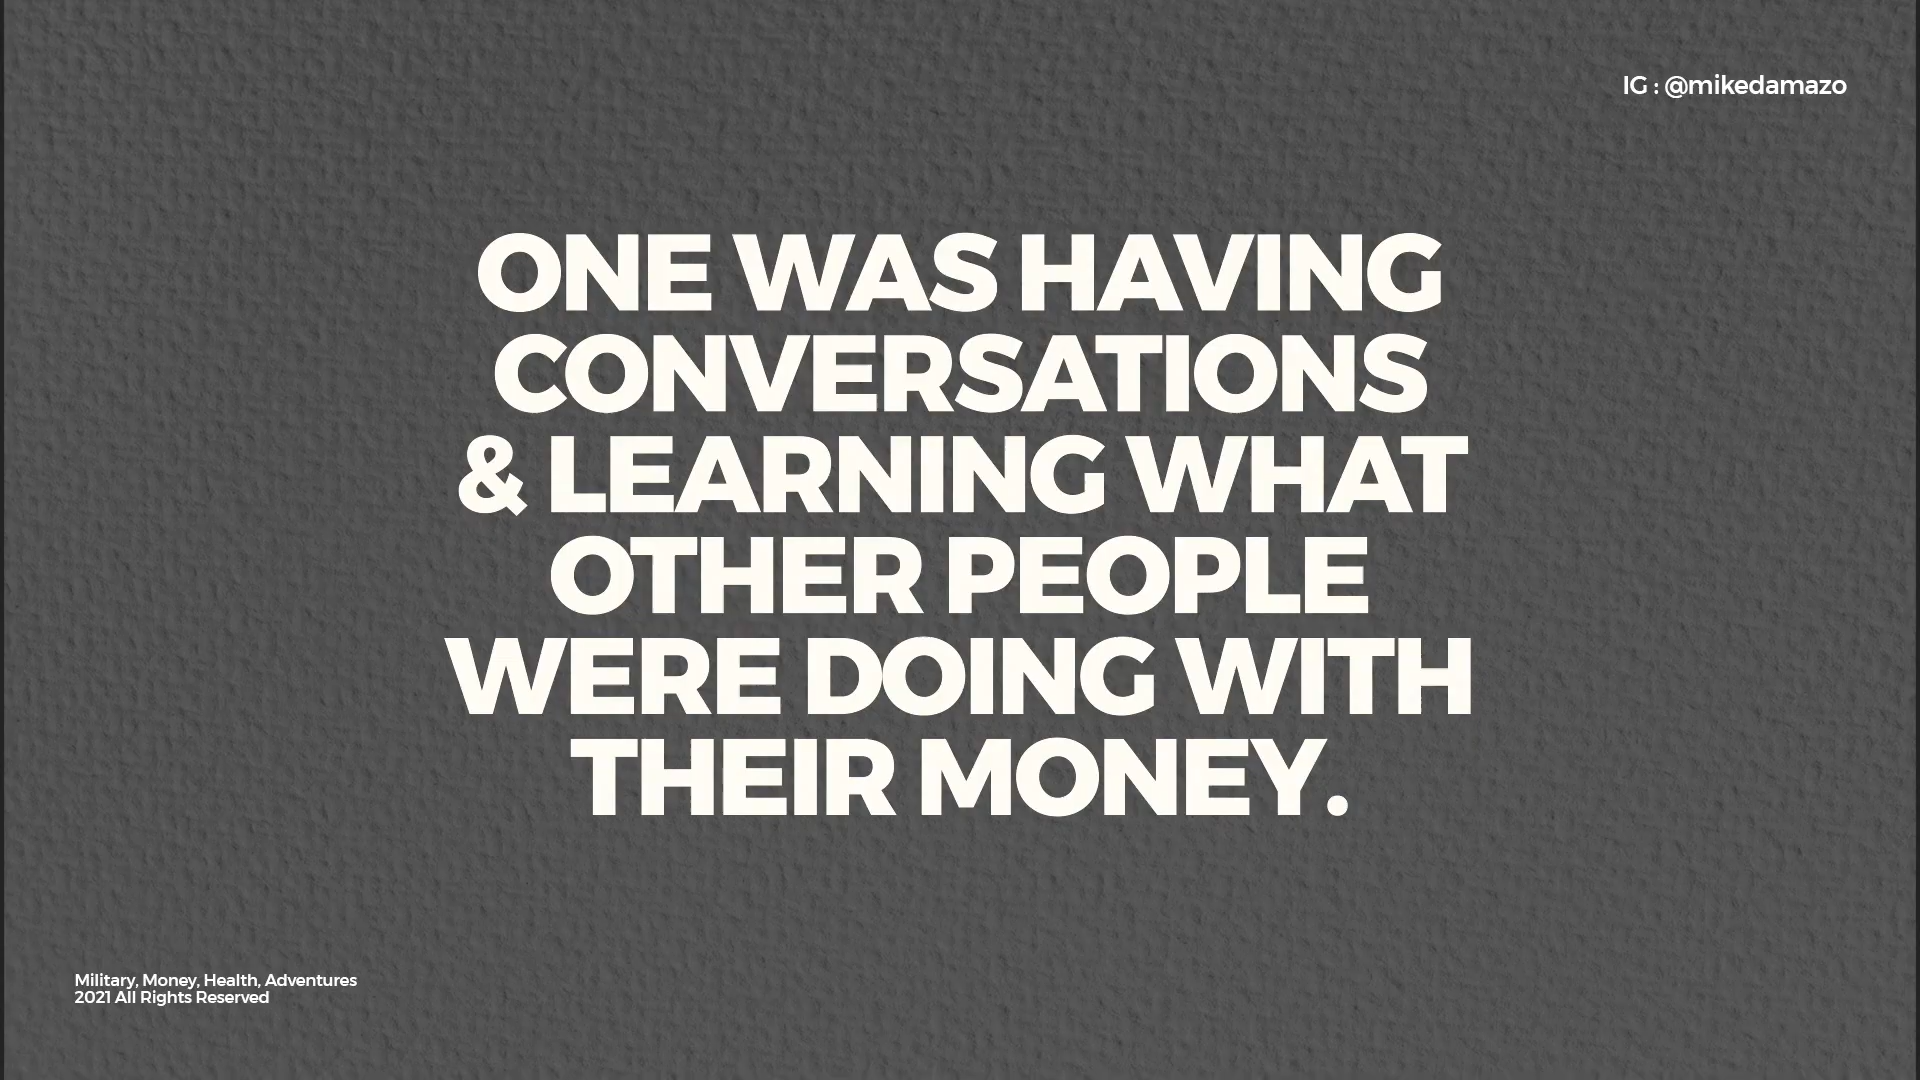 IG : @mikedamazo
ONE WAS HAVING
CONVERSATIONS
& LEARNING WHAT
OTHER PEOPLE
WERE DOING WITH
THEIR MONEY.
Military, Money, Health, Adventures
2021 All Rights Reserved